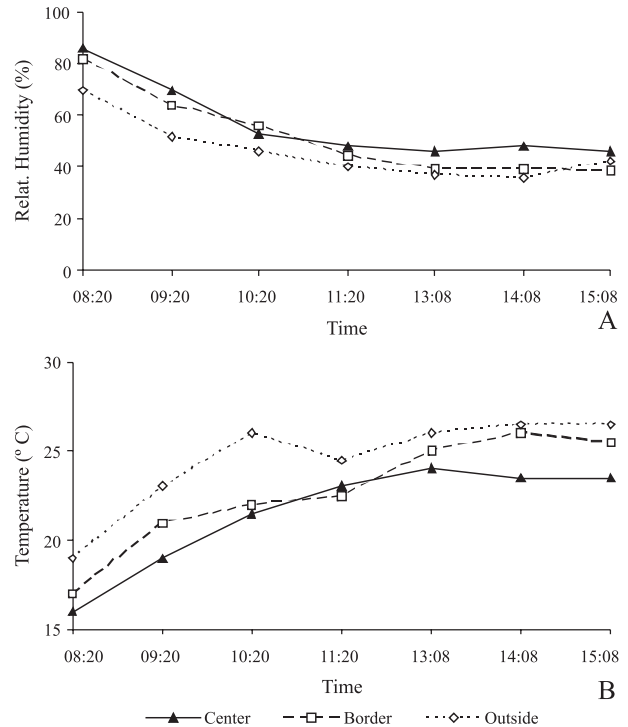 100
80
60
40
20
0
Relat. Humidity (%)
08:20 09:20 10:20 11:20 13:08 14:08 15:08
Time
A
30
25
20
15
Temperature (º C)
08:20 09:20 10:20 11:20 13:08 14:08 15:08
Time
B
Center Border Outside